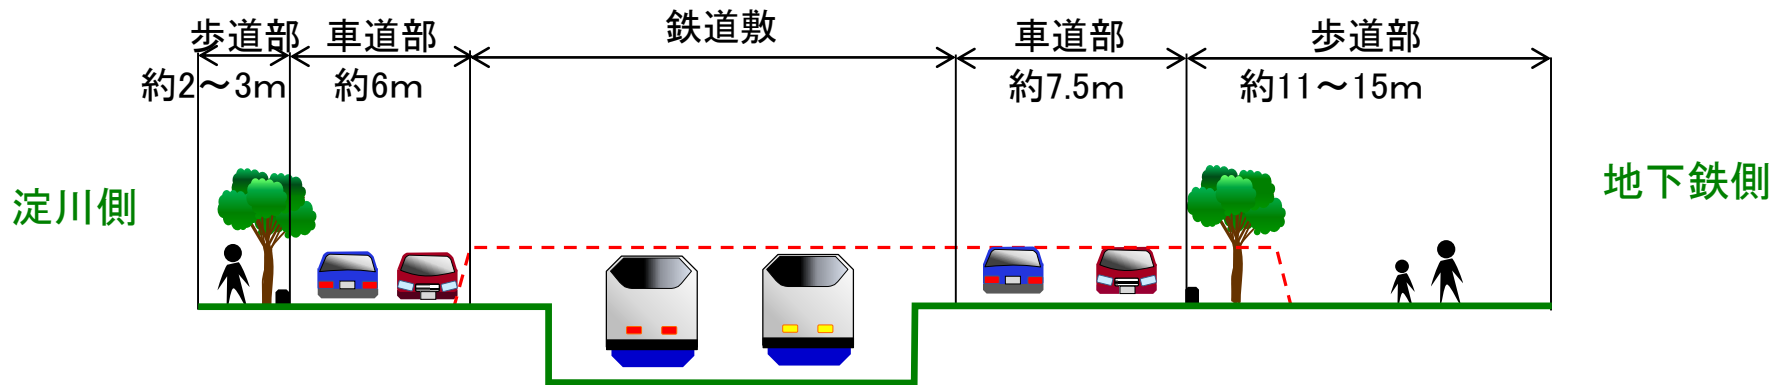 歩道部
車道部
鉄道敷
車道部
歩道部
約2～3m
約6m
約7.5m
約11～15m
淀川側
地下鉄側